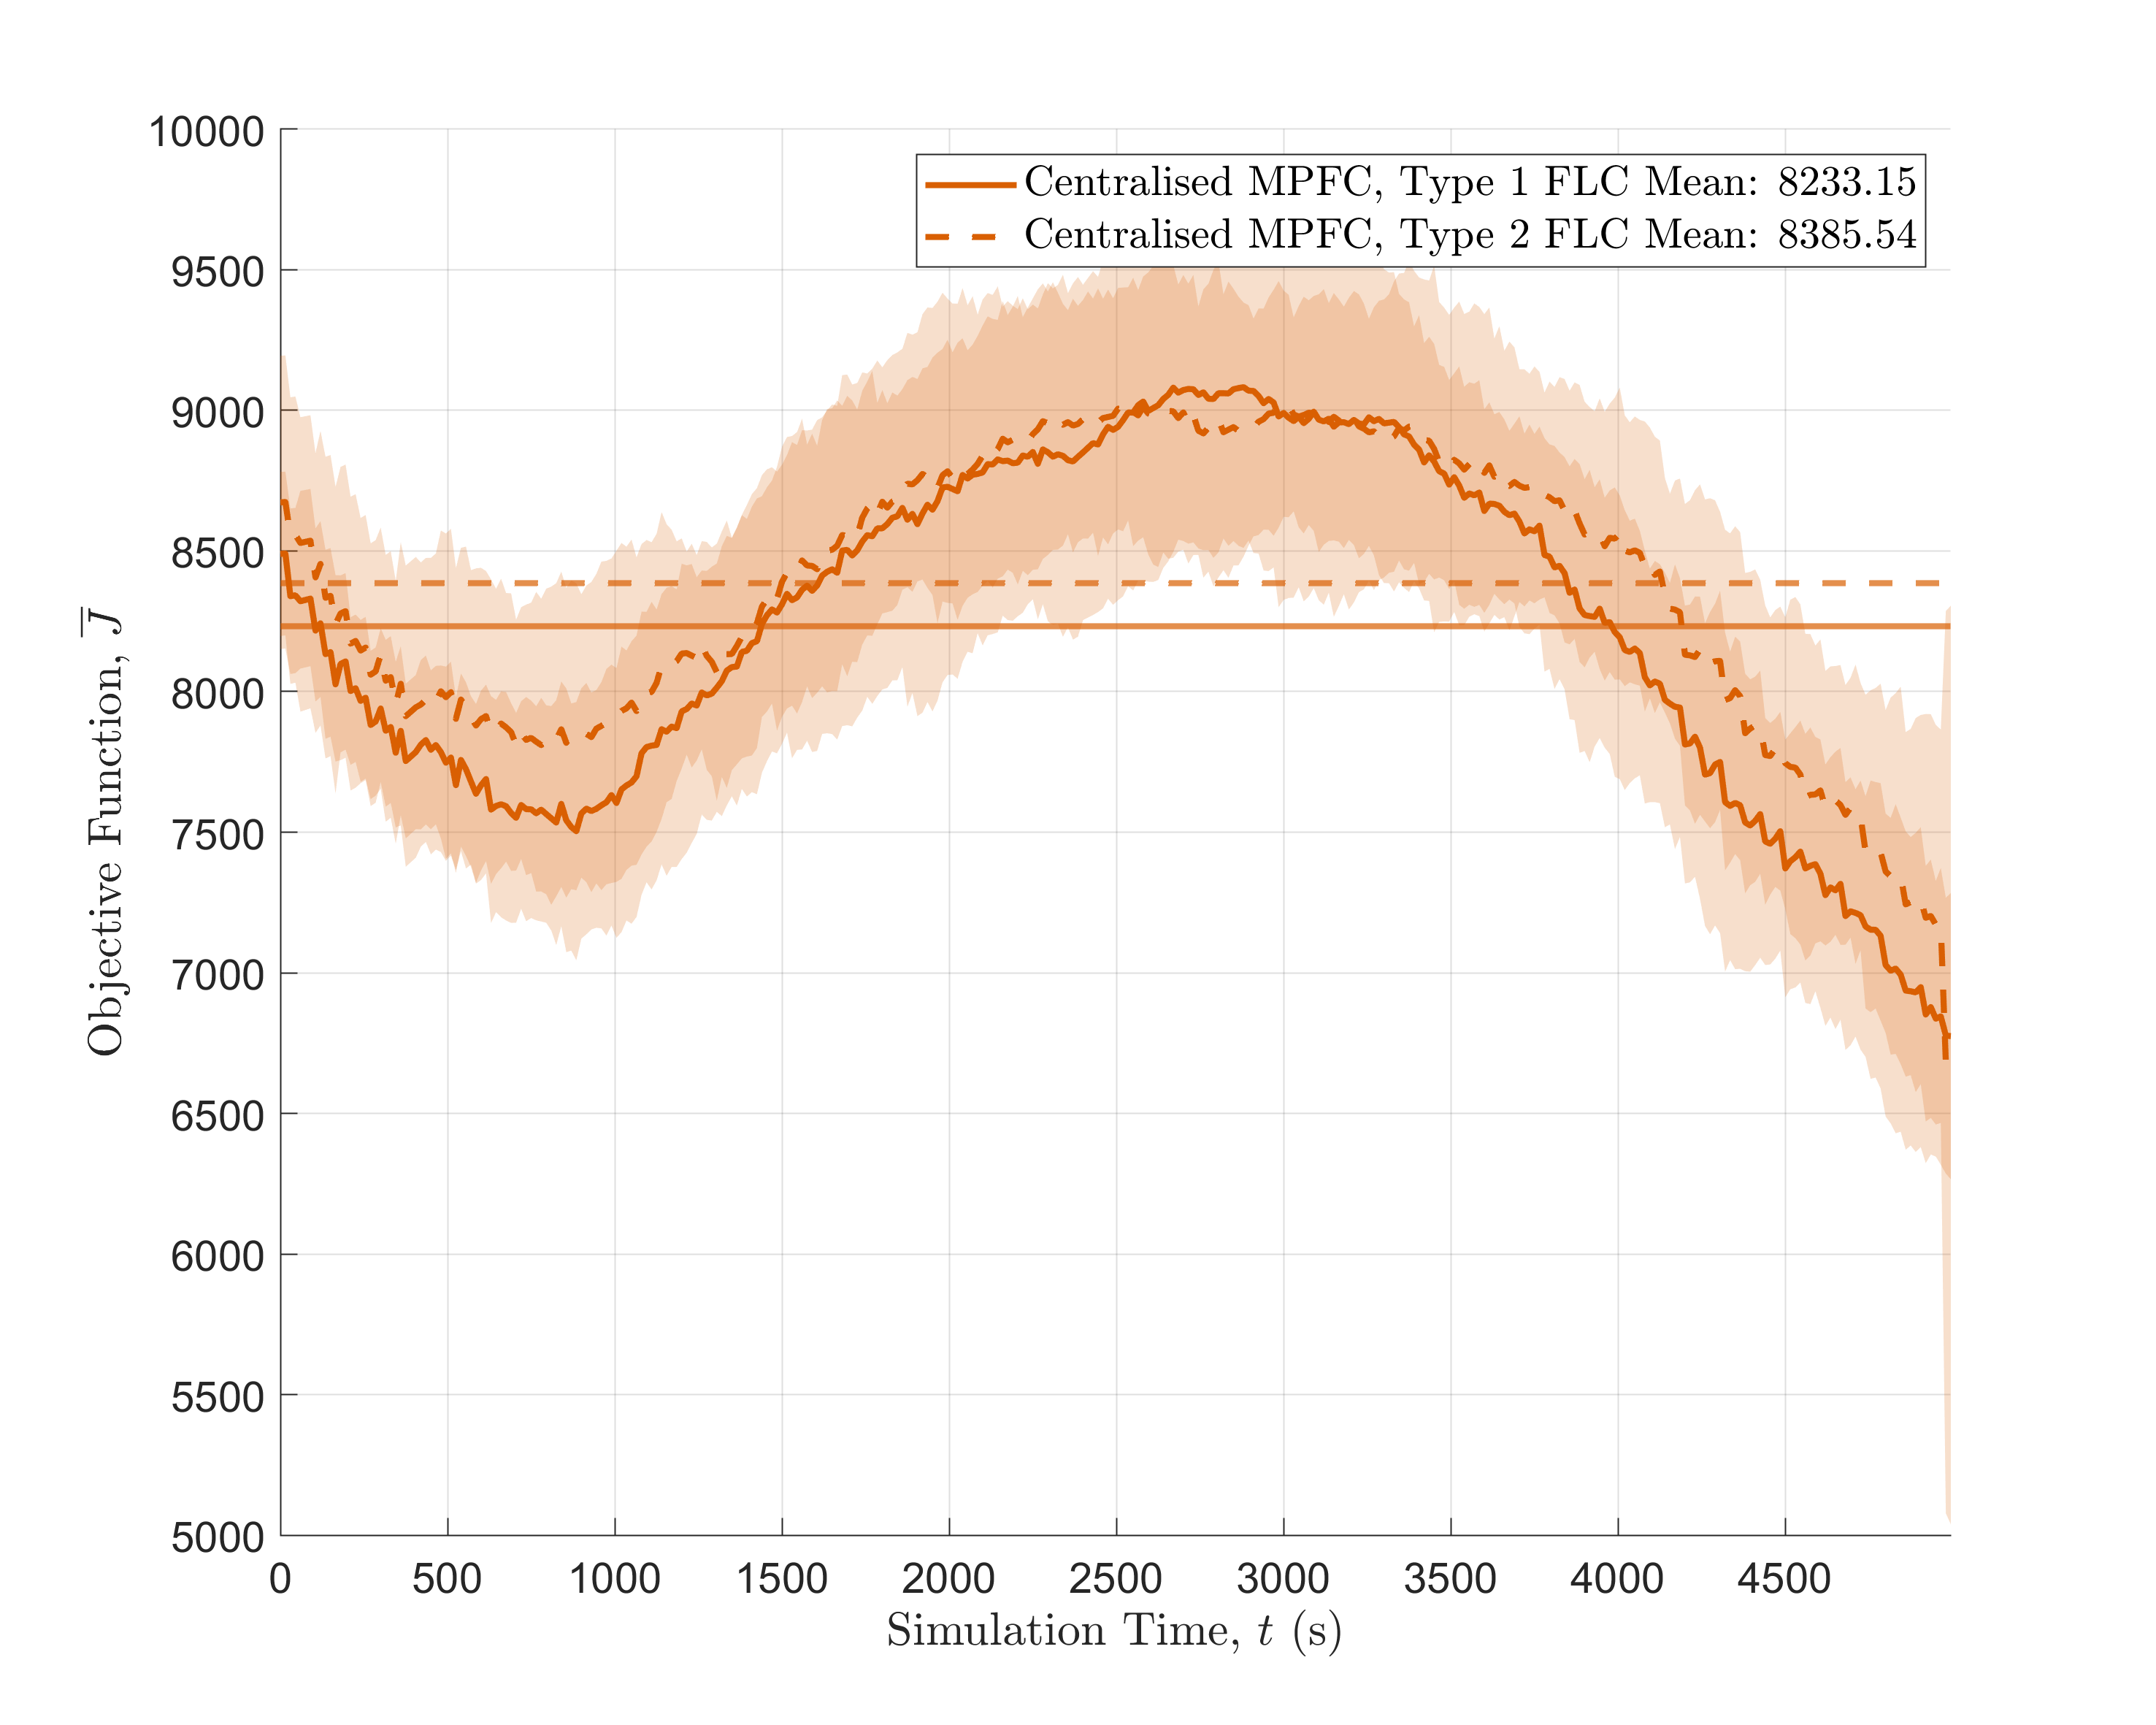 Centralised MPFC, Type 1 FLC Mean: 8233.15
Centralised MPFC, Type 2 FLC Mean: 8385.54
10000
9500
9000
8500
8000
7500
7000
6500
6000
5500
5000
Objective Function, J
0 500 1000 1500 2000 2500 3000 3500 4000 4500
Simulation Time, t (s)